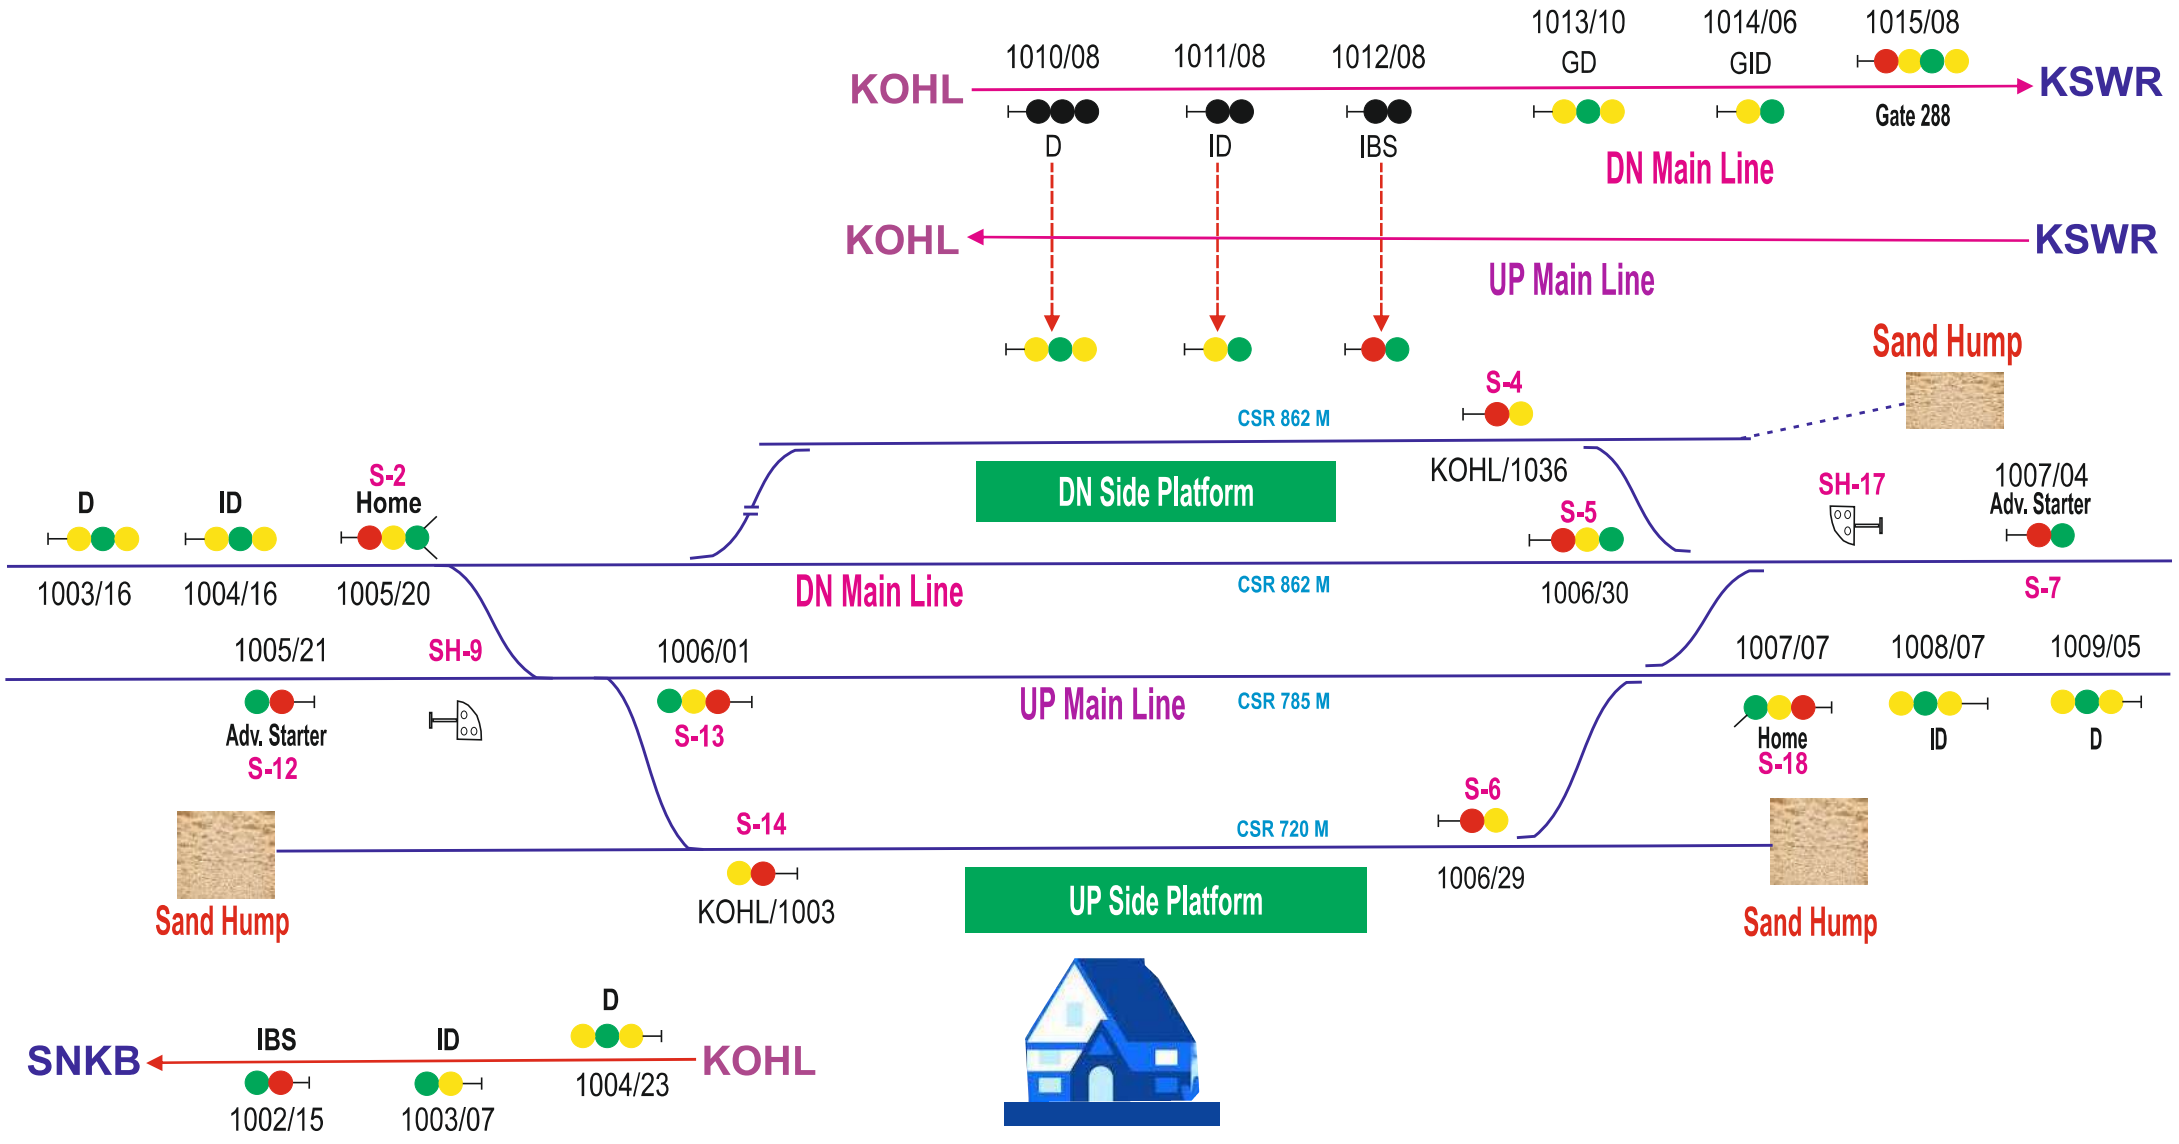 1013/10 1014/06 1015/08
1010/08 1011/08 1012/08 GD GID
KOHL KSWR
Gate 288
D ID IBS
DN Main Line
KOHL KSWR
UP Main Line
Sand Hump
S-4
CSR 862 M
KOHL/1036
DN Side Platform
S-2
D ID Home
S-5
SH-17
1007/04
Adv. Starter
1003/16 1004/16 1005/20
DN Main Line
CSR 862 M
1006/30
S-7
1005/21 SH-9 1006/01
1007/07 1008/07 1009/05
UP Main Line
CSR 785 M
Adv. Starter
S-12
S-13
Home ID D
S-18
S-6
S-14
CSR 720 M
1006/29
KOHL/1003
UP Side Platform
Sand Hump
Sand Hump
D
IBS ID
SNKB KOHL
1004/23
1002/15 1003/07